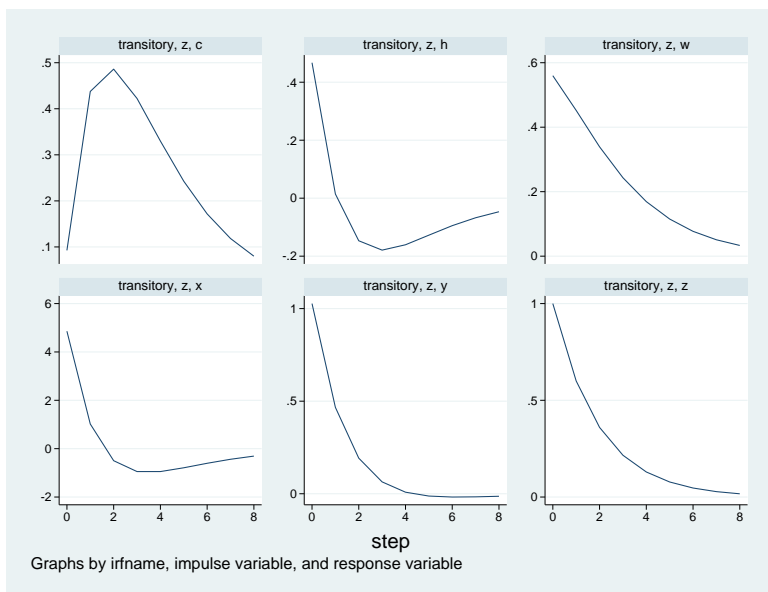 transitory, z, c
transitory, z, h
transitory, z, w
.5
.4
.3
.2
.1
.4
.2
0
-.2
.6
.4
.2
0
transitory, z, x
transitory, z, y
transitory, z, z
6
4
2
0
-2
1
.5
0
1
.5
0
0 2 4 6 8
0 2 4 6 8
0 2 4 6 8
step
Graphs by irfname, impulse variable, and response variable